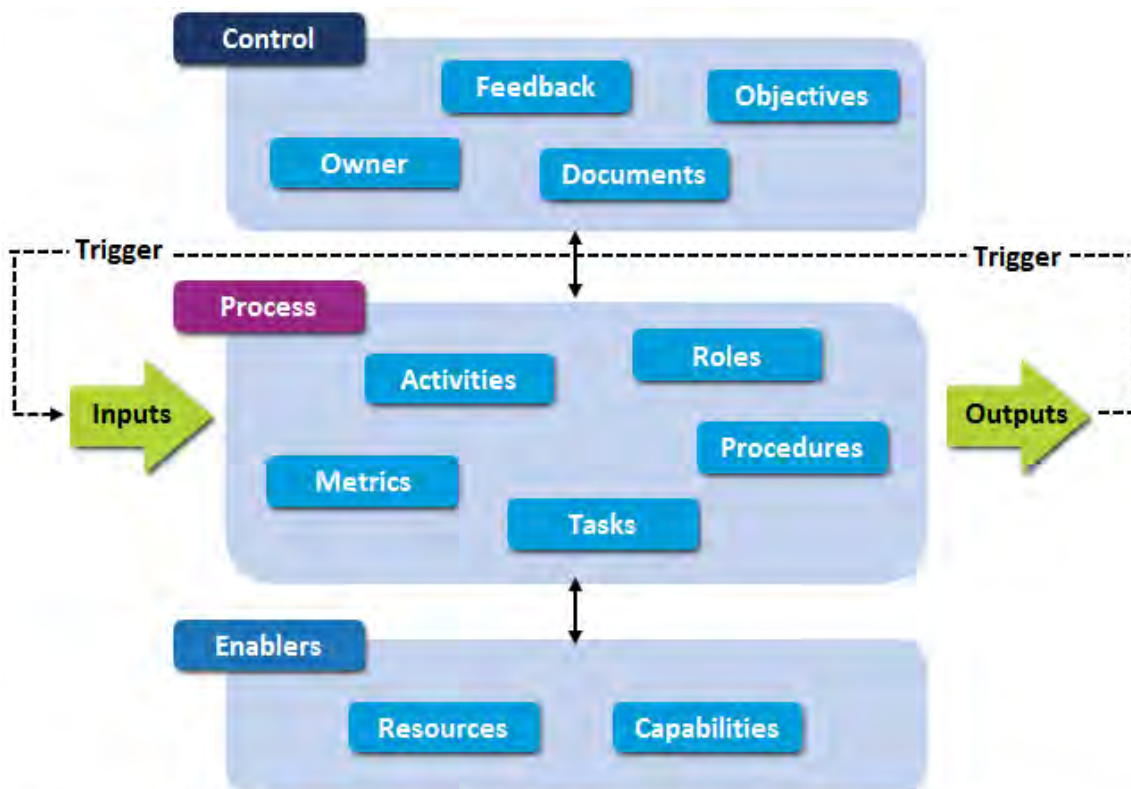 Control
Feedback
Objectives
Owner
Documents
Trigger
Trigger
Process
Roles
Activities
Inputs
Outputs
Procedures
Metrics
Tasks
Enablers
Resources
Capabilities